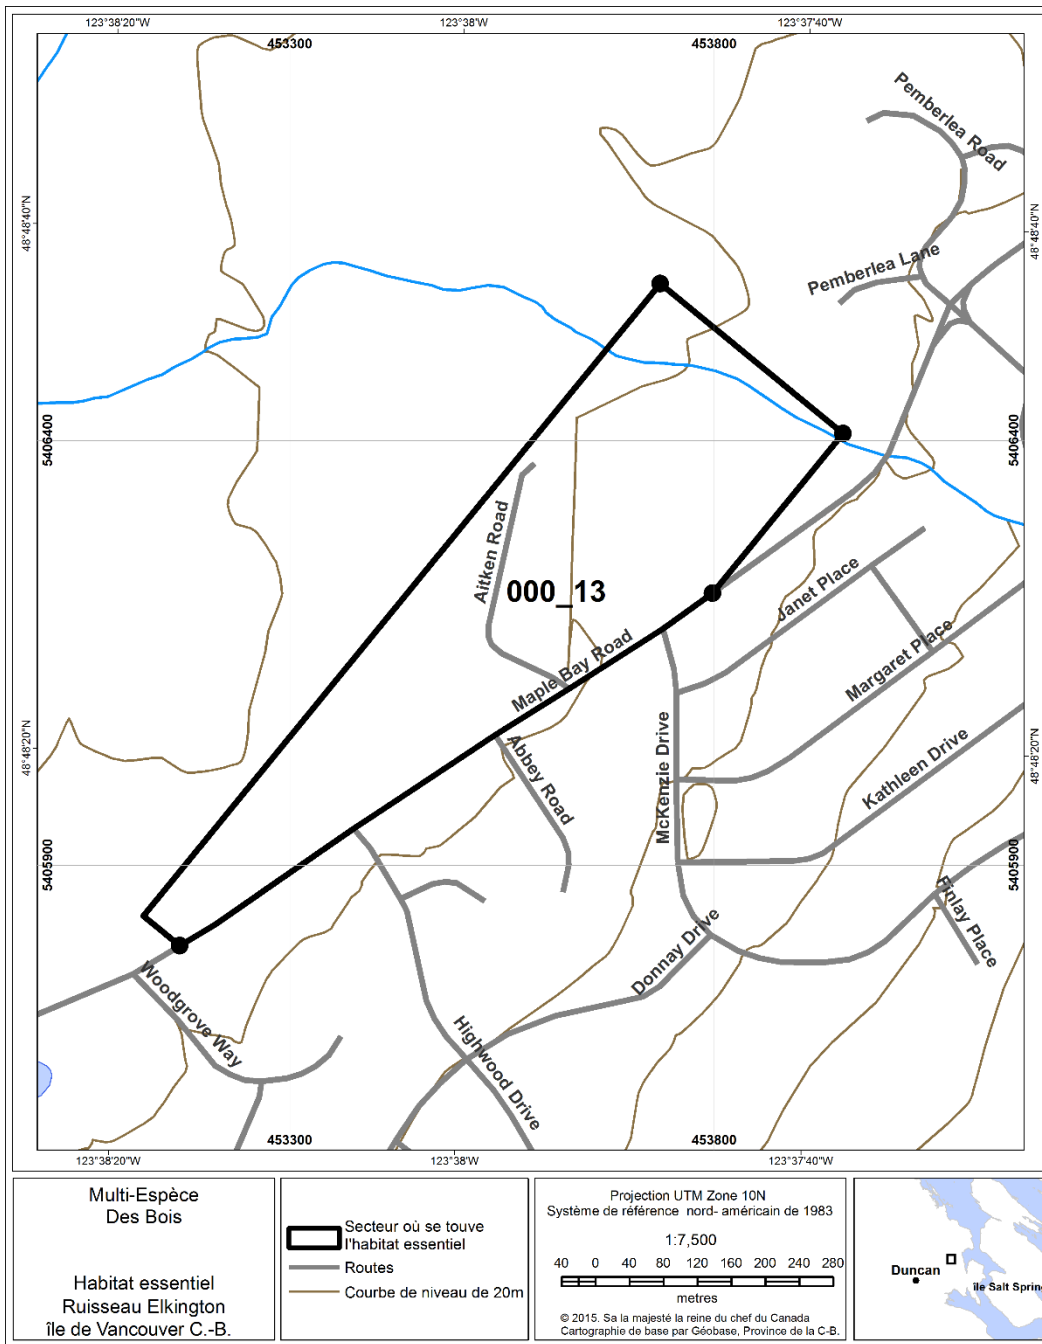 123°38'20"W
123°38'W
123°37'40"W
453300
453800
Pemberlea Road
48°48'40"N
48°48'40"N
Pemberlea Lane
5406400
5406400
Aitken Road
000_13
Janet Place
Maple Bay Road
Margaret Place
48°48'20"N
48°48'20"N
Abbey Road
McKenzie Drive
Kathleen Drive
5405900
5405900
Finlay Place
Donnay Drive
Woodgrove Way
Highwood Drive
453300
453800
123°38'20"W
123°38'W
123°37'40"W
Multi-Espèce
Des Bois
Habitat essentiel
Ruisseau Elkington
île de Vancouver C.-B.
Secteur où se touve
l'habitat essentiel
Routes
Courbe de niveau de 20m
Projection UTM Zone 10N
Système de référence nord- américain de 1983
1:7,500
40 0 40 80 120 160 200 240 280
metres
© 2015. Sa la majesté la reine du chef du Canada
Cartographie de base par Géobase, Province de la C-B.
Duncan
île Salt Spring